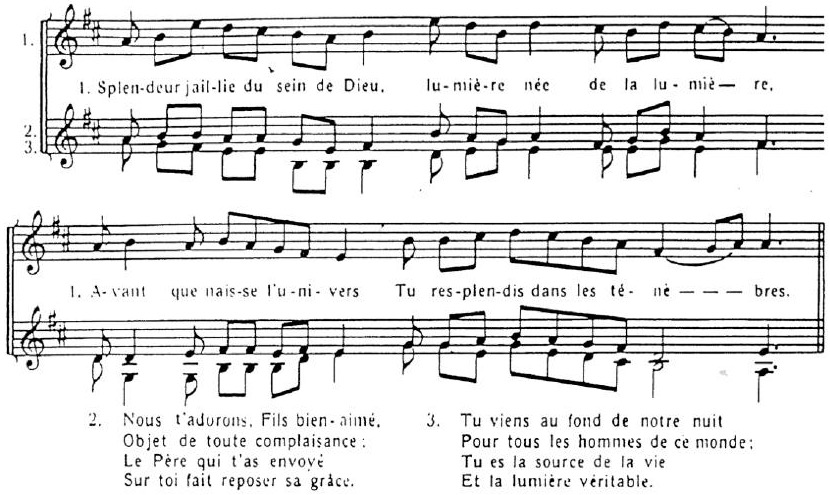 1.
1. Splen-deur jail-lie du sein de Dieu, lu-miè-re née de la lu-miè— re,
2.
3.
1. A-vant que nais-se l'u-ni-vers Tu res-plen-dis dans les té-nè — — — bres.
2. Nous t'adorons, Fils bien-aimé,
Objet de toute complaisance;
Le Père qui t'as envoyé
Sur toi fait reposer sa grâce.
3. Tu viens au fond de notre nuit
Pour tous les hommes de ce monde;
Tu es la source de la vie
Et la lumière véritable.